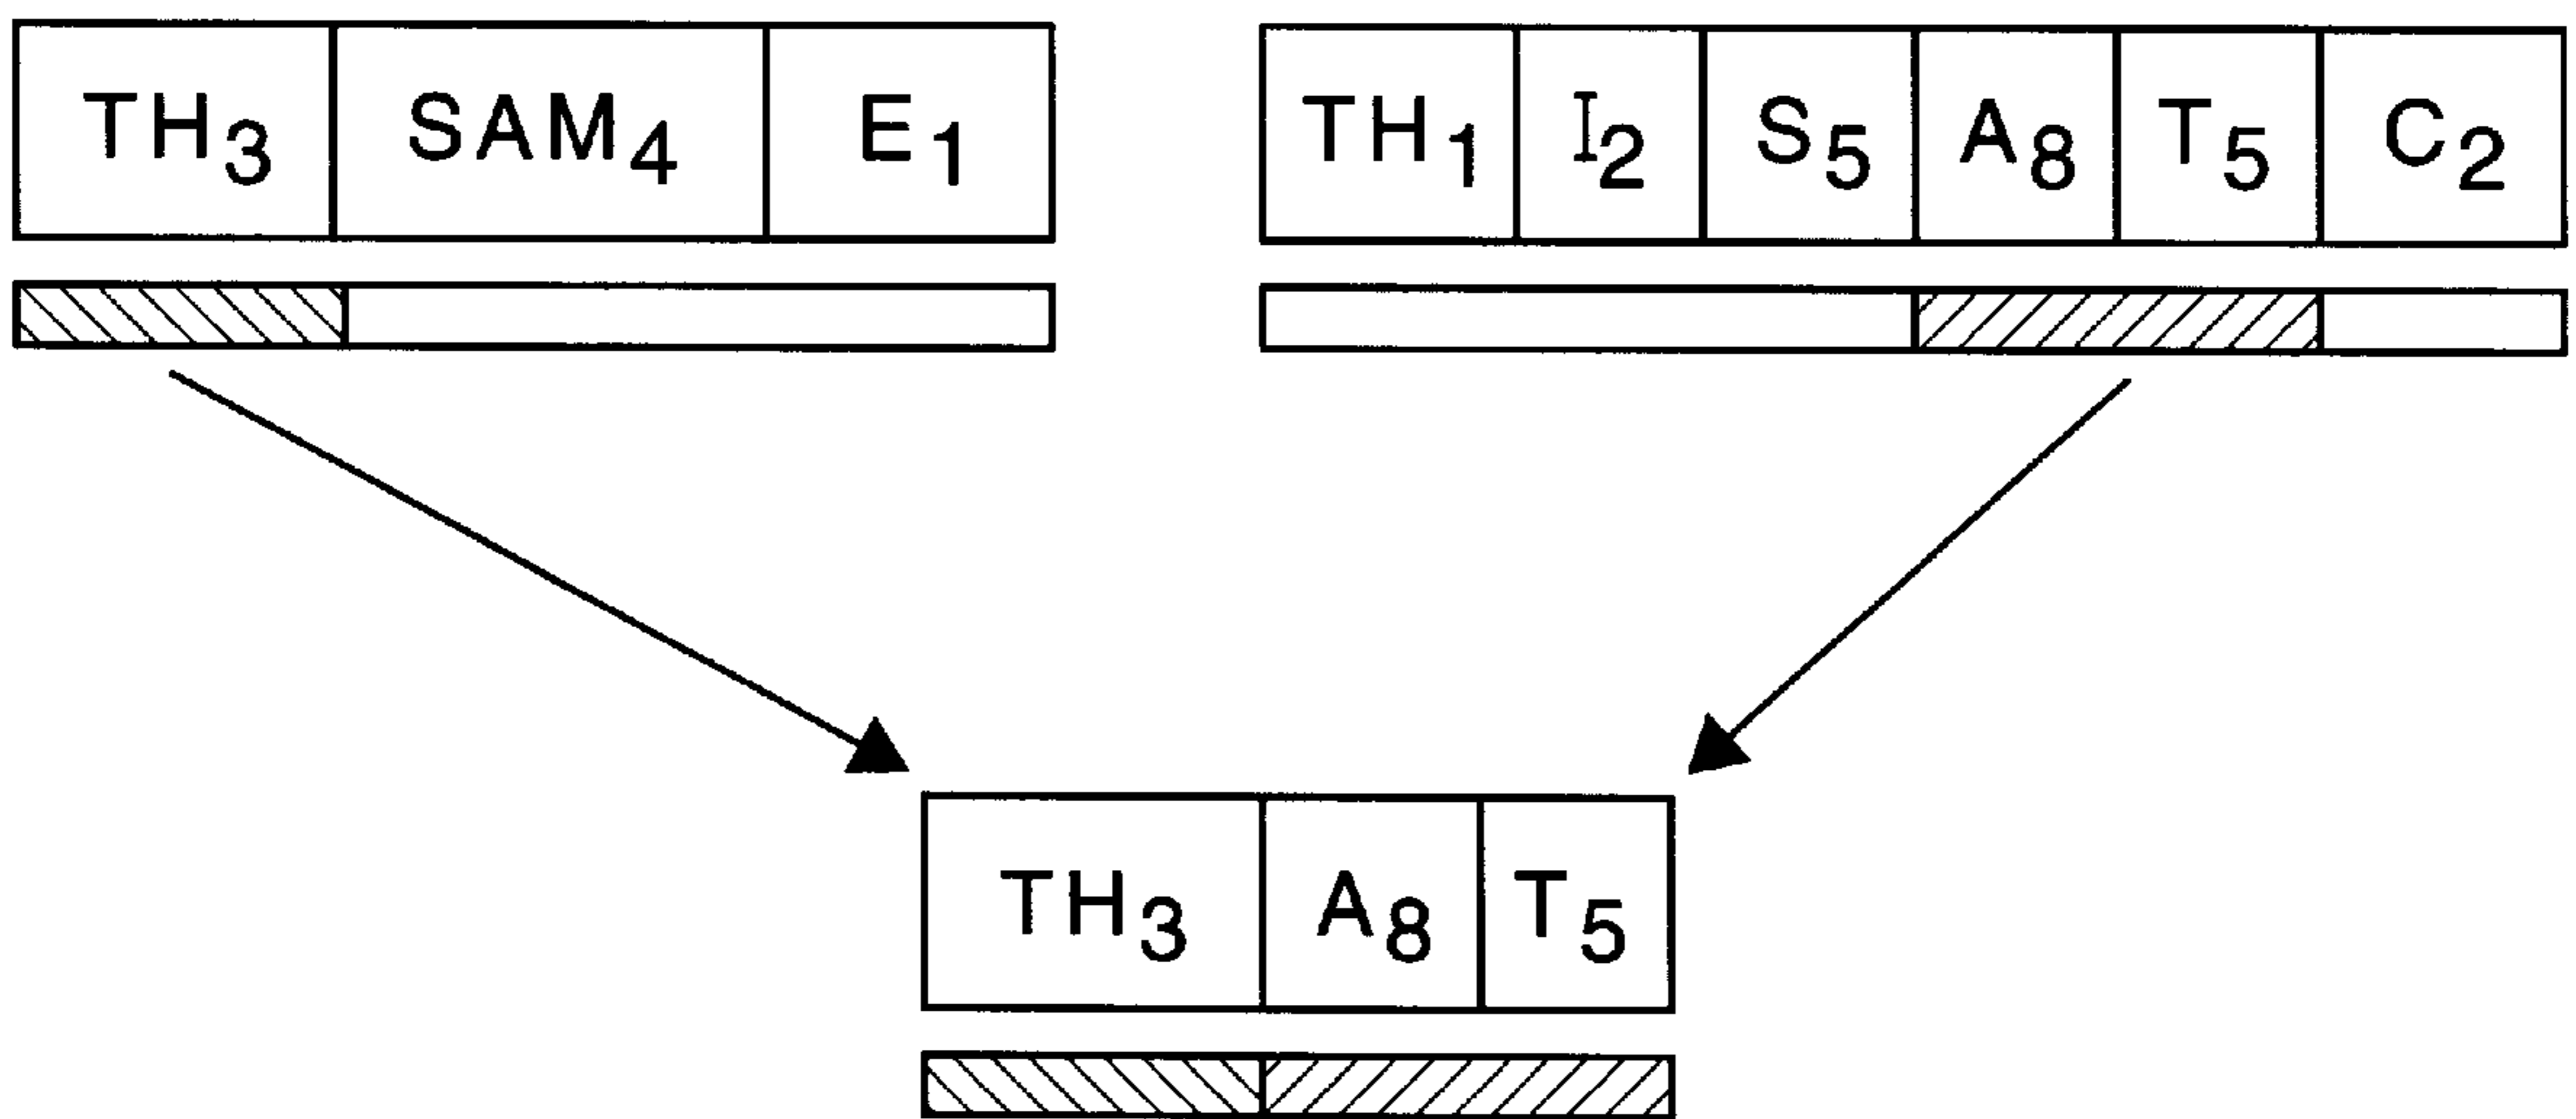 TH₃ SAM₄ E₁ TH₁ I₂ S₅ A₈ T₅ C₂
TH₃ A₈ T₅